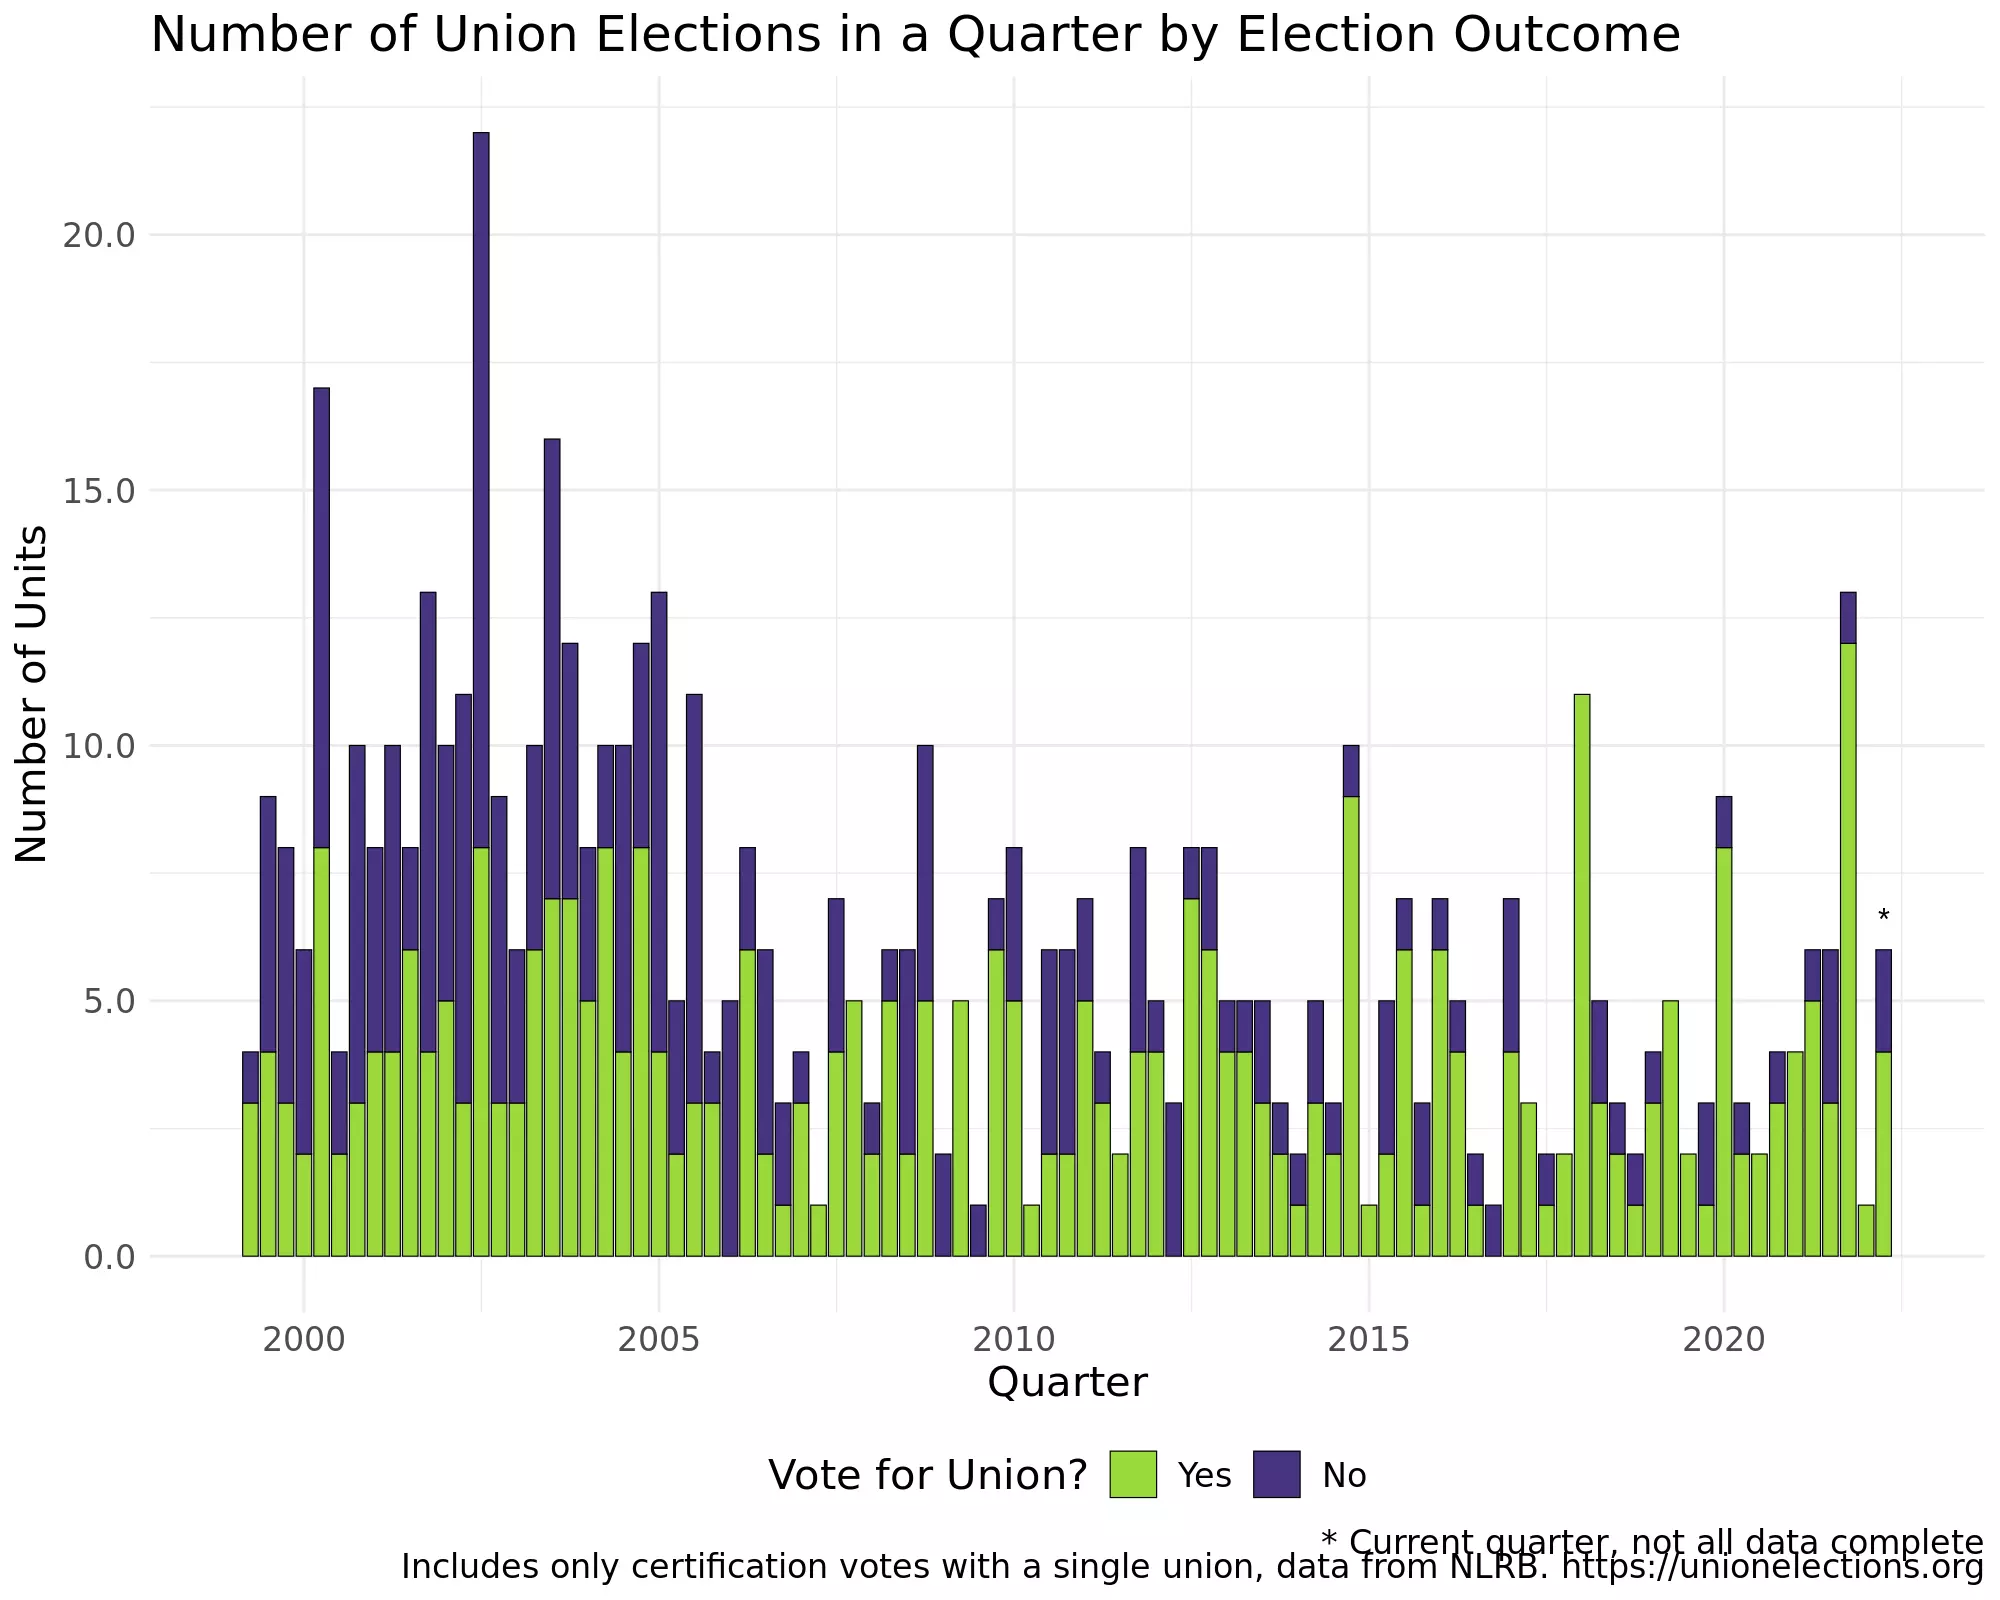 Number of Union Elections in a Quarter by Election Outcome
20.0
15.0
10.0
5.0
0.0
Number of Units
*
2000 2005 2010 2015 2020
Quarter
Vote for Union? Yes No
* Current quarter, not all data complete
Includes only certification votes with a single union, data from NLRB. https://unionelections.org